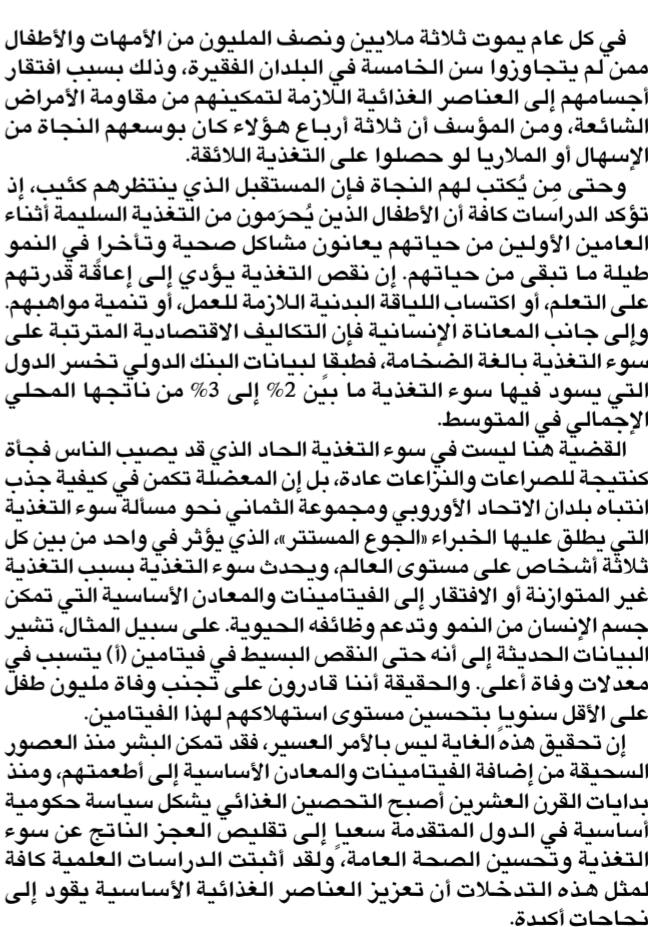 في كل عام يموت ثلاثة ملايين ونصف المليون من الأمهات والأطفال
ممن لم يتجاوزوا سن الخامسة في البلدان الفقيرة، وذلك بسبب افتقار
أجسامهم إلى العناصر الغذائية اللازمة لتمكينهم من مقاومة الأمراض
الشائعة، ومن المؤسف أن ثلاثة أرباع هؤلاء كان بوسعهم النجاة من
الإسهال أو الملاريا لو حصلوا على التغذية اللائقة.
وحتى مِن يُكتب لهم النجاة فإن المستقبل الذي ينتظرهم كئيب، إذ
تؤكد الدراسات كافة أن الأطفال الذين يُحرَمون من التغذية السليمة أثناء
العامين الأولين من حياتهم يعانون مشاكل صحية وتأخرا في النمو
طيلة ما تبقى من حياتهم. إن نقص التغذية يؤدي إلى إعاقة قدرتهم
على التعلم، أو اكتساب اللياقة البدنية اللازمة للعمل، أو تنمية مواهبهم.
وإلى جانب المعاناة الإنسانية فإن التكاليف الاقتصادية المترتبة على
سوء التغذية بالغة الضخامة، فطبقا لبيانات البنك الدولي تخسر الدول
التي يسود فيها سوء التغذية ما بين 2% إلى 3% من ناتجها المحلي
الإجمالي في المتوسط.
القضية هنا ليست في سوء التغذية الحاد الذي قد يصيب الناس فجأة
كنتيجة للصراعات والنزاعات عادة، بل إن المعضلة تكمن في كيفية جذب
انتباه بلدان الاتحاد الأوروبي ومجموعة الثماني نحو مسألة سوء التغذية
التي يطلق عليها الخبراء «الجوع المستتر»، الذي يؤثر في واحد من بين كل
ثلاثة أشخاص على مستوى العالم، ويحدث سوء التغذية بسبب التغذية
غير المتوازنة أو الافتقار إلى الفيتامينات والمعادن الأساسية التي تمكن
جسم الإنسان من النمو وتدعم وظائفه الحيوية. على سبيل المثال، تشير
البيانات الحديثة إلى أنه حتى النقص البسيط في فيتامين (أ) يتسبب في
معدلات وفاة أعلى. والحقيقة أننا قادرون على تجنب وفاة مليون طفل
على الأقل سنويا بتحسين مستوى استهلاكهم لهذا الفيتامين.
إن تحقيق هذه الغاية ليس بالأمر العسير، فقد تمكن البشر منذ العصور
السحيقة من إضافة الفيتامينات والمعادن الأساسية إلى أطعمتهم، ومنذ
بدايات القرن العشرين أصبح التحصين الغذائي يشكل سياسة حكومية
أساسية في الدول المتقدمة سعيا إلى تقليص العجز الناتج عن سوء
التغذية وتحسين الصحة العامة، ولقد أثبتت الدراسات العلمية كافة
لمثل هذه التدخلات أن تعزيز العناصر الغذائية الأساسية يقود إلى
نجاحات أكيدة.